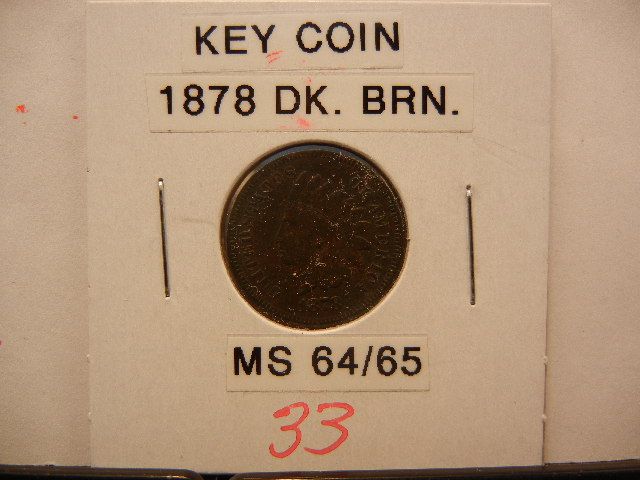 KEY COIN
1878 DK. BRN.
MS 64/65
33